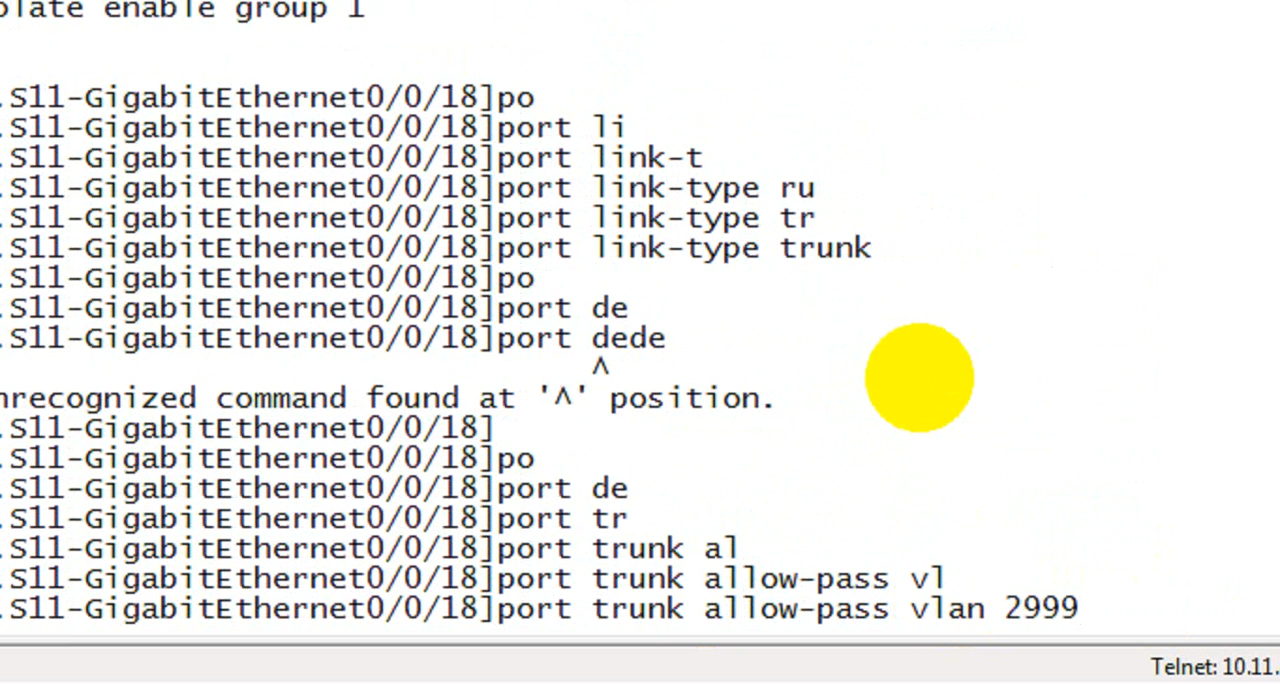 olate enable group 1
.S11-GigabitEthernet0/0/18]po
.S11-GigabitEthernet0/0/18]port li
.S11-GigabitEthernet0/0/18]port link-t
.S11-GigabitEthernet0/0/18]port link-type ru
.S11-GigabitEthernet0/0/18]port link-type tr
.S11-GigabitEthernet0/0/18]port link-type trunk
.S11-GigabitEthernet0/0/18]po
.S11-GigabitEthernet0/0/18]port de
.S11-GigabitEthernet0/0/18]port dede
^
nrecognized command found at '^' position.
.S11-GigabitEthernet0/0/18]
.S11-GigabitEthernet0/0/18]po
.S11-GigabitEthernet0/0/18]port de
.S11-GigabitEthernet0/0/18]port tr
.S11-GigabitEthernet0/0/18]port trunk al
.S11-GigabitEthernet0/0/18]port trunk allow-pass vl
.S11-GigabitEthernet0/0/18]port trunk allow-pass vlan 2999
Telnet: 10.11.